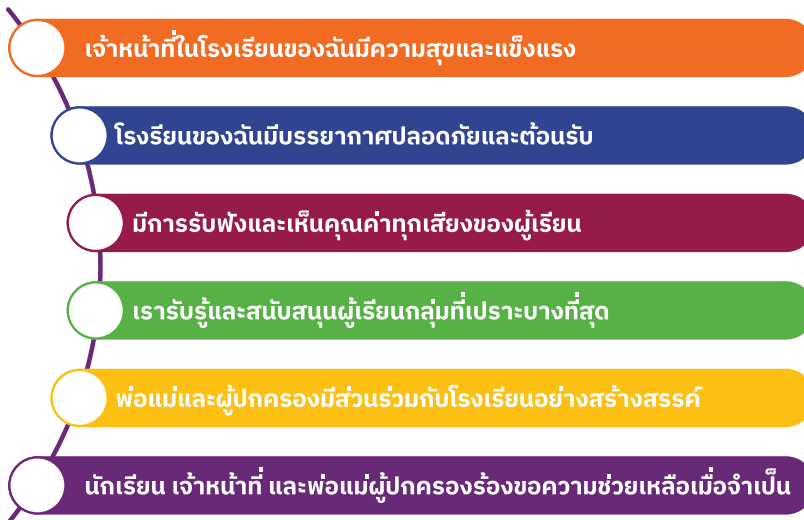 เจ้าหน้าที่ในโรงเรียนของฉันมีความสุขและแข็งแรง
โรงรียนของฉันมีบรรยากาศปลอดภัยและต้อนรับ
มีการรับฟังและเห็นคุณค่าทุกเสียงของผู้เรียน
เรารับรู้และสนับสนุนผู้เรียนกลุ่มที่เปราะบางที่สุด
พ่อแม่และผู้ปกครองมีส่วนร่วมกับโรงเรียนอย่างสร้างสรรค์
นักเรียน เจ้าหน้าที่ และพ่อแม่ผู้ปกครองร้องขอความช่วยเหลือเมื่อจำเป็น